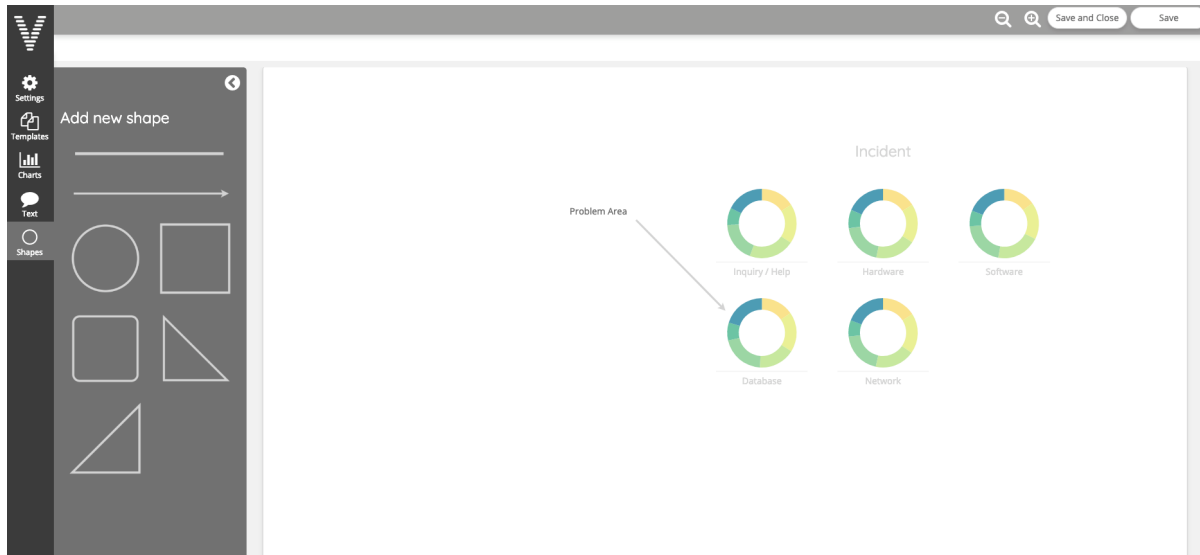 Save and Close
Save
Settings
Templates
Charts
Text
Shapes
Add new shape
Incident
Problem Area
Inquiry / Help
Hardware
Software
Database
Network